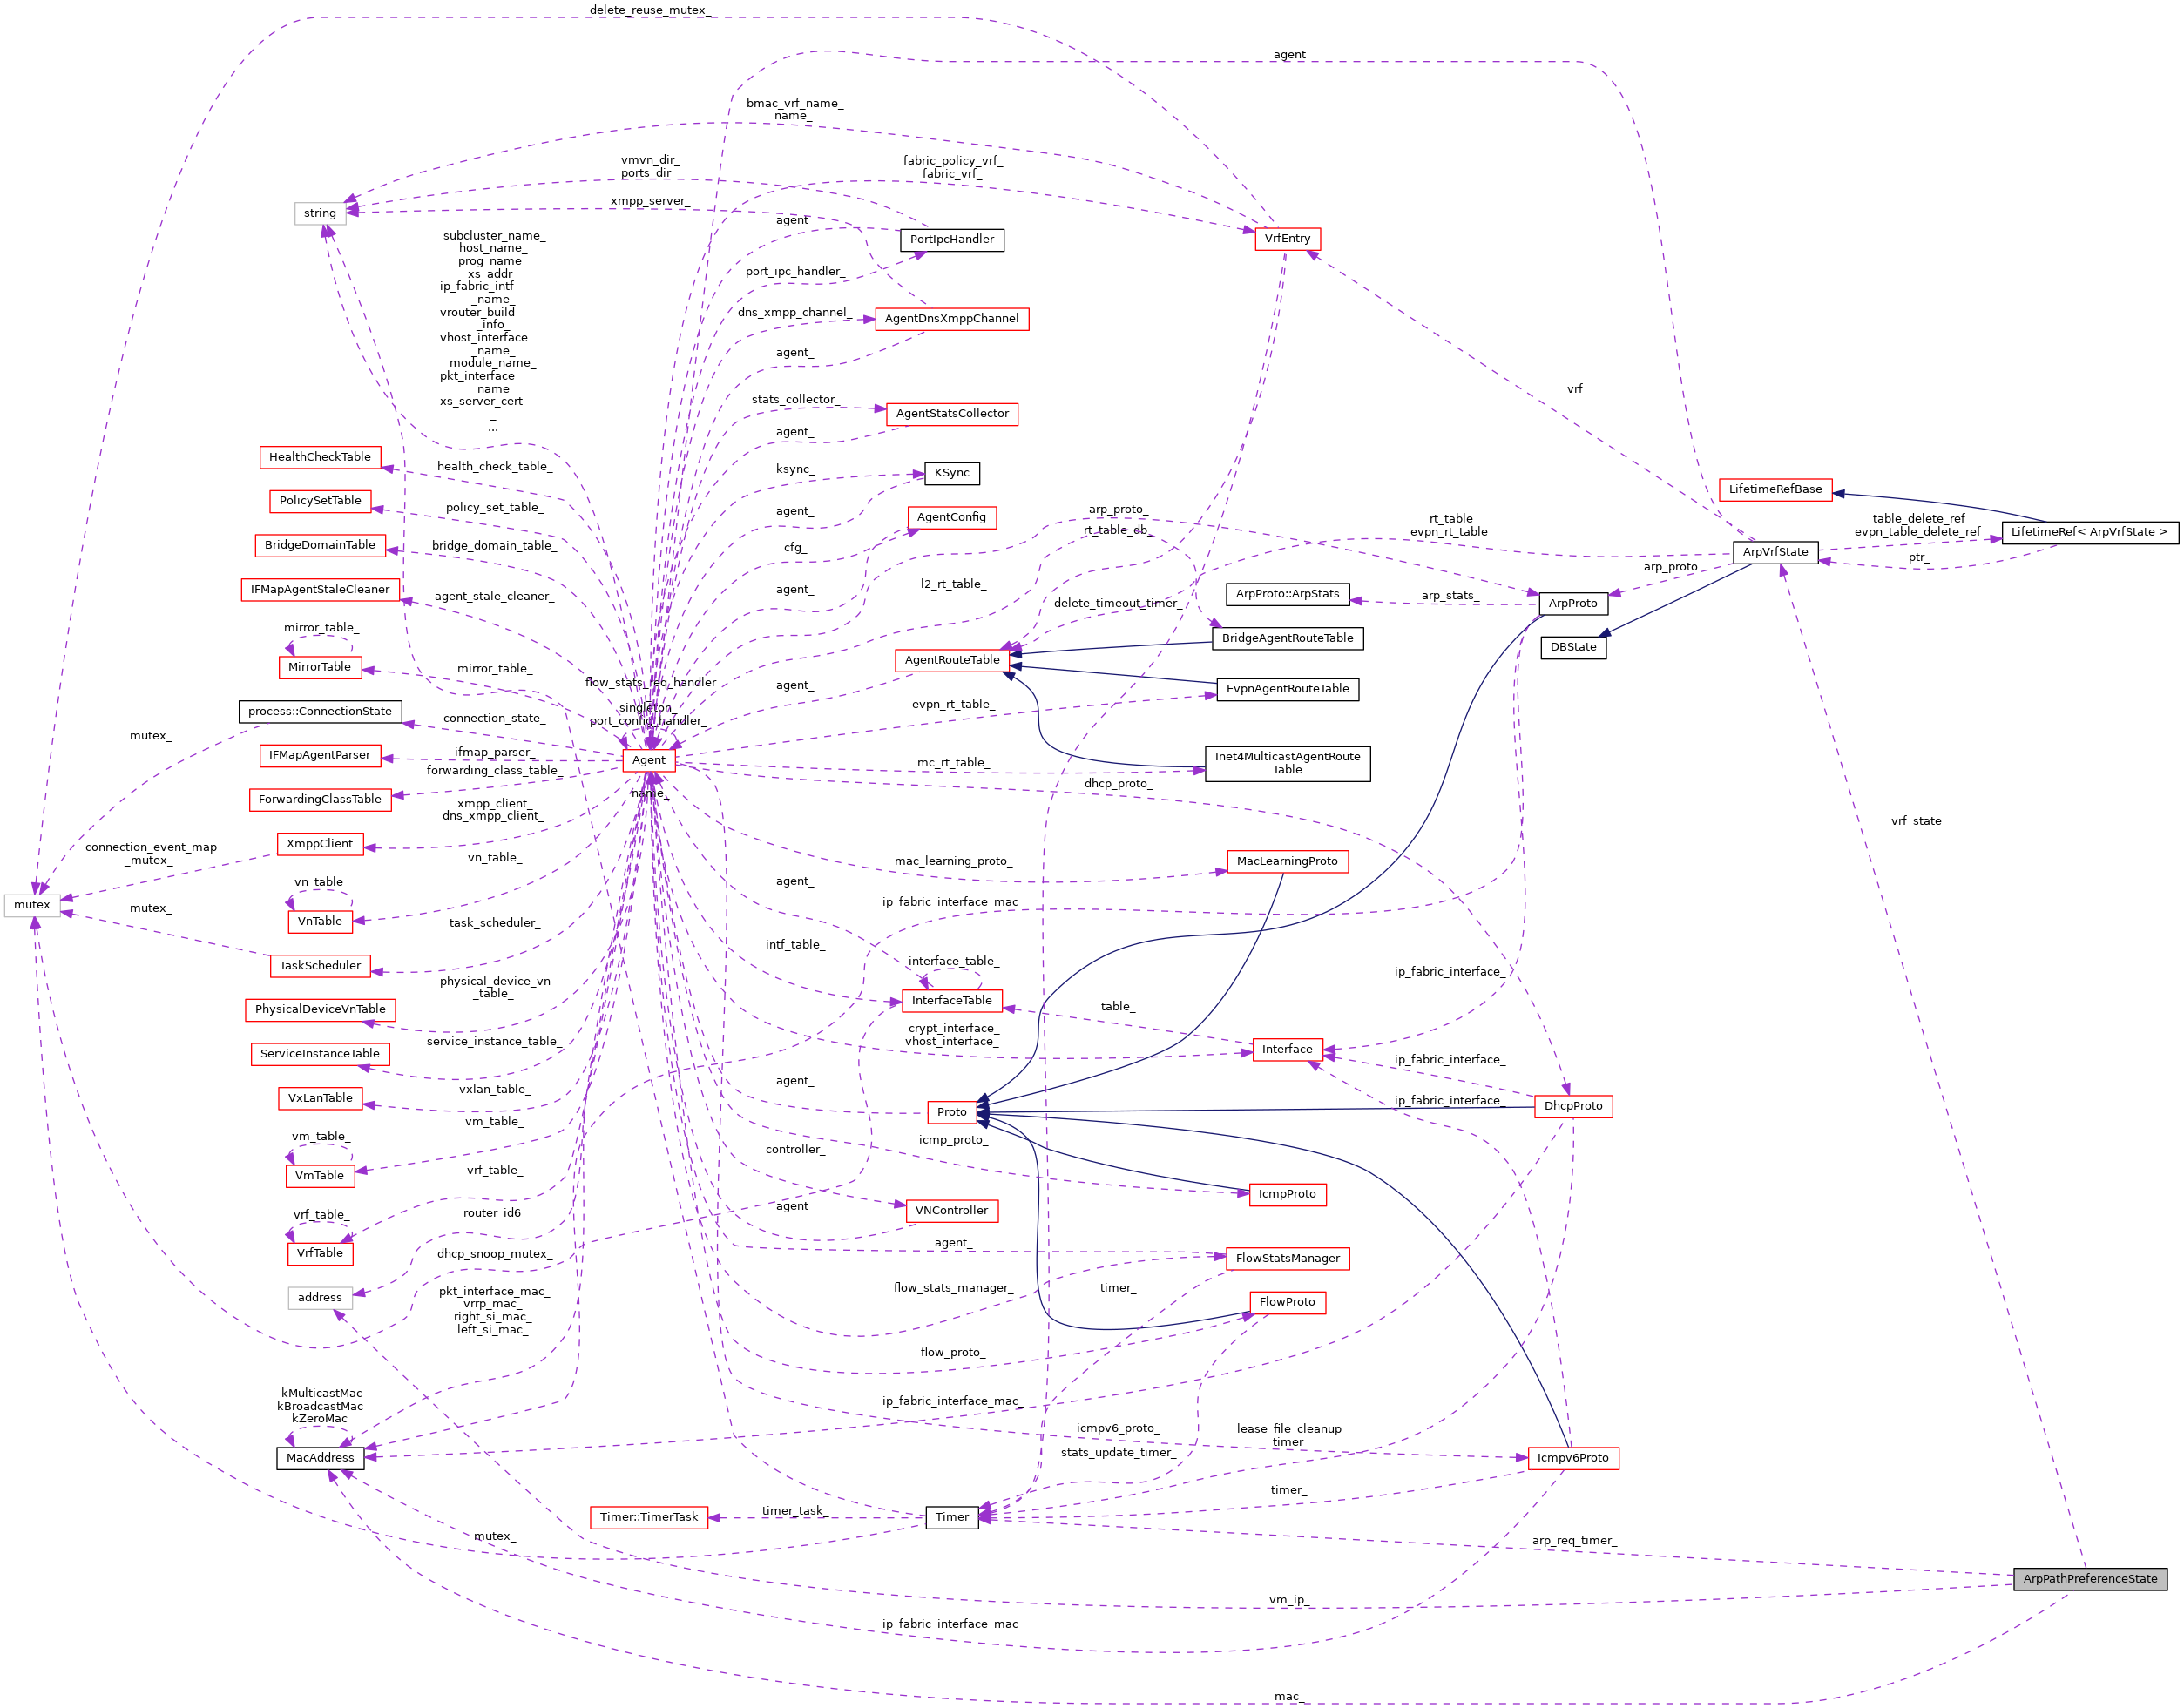 delete_reuse_mutex_
agent
bmac_vrf_name_
name_
vmvn_dir_
ports_dir_
fabric_policy_vrf_
fabric_vrf_
xmpp_server_
string
agent_
PortIpcHandler
VrfEntry
subcluster_name_
host_name_
prog_name_
xs_addr_
ip_fabric_intf
_name_
vrouter_build
_info_
vhost_interface
_name_
module_name_
pkt_interface
_name_
xs_server_cert
_
...
port_ipc_handler_
dns_xmpp_channel_
AgentDnsXmppChannel
agent_
vrf
stats_collector_
AgentStatsCollector
agent_
HealthCheckTable
health_check_table_
ksync_
KSync
LifetimeRefBase
PolicySetTable
policy_set_table_
agent_
AgentConfig
arp_proto_
rt_table_db_
rt_table
evpn_rt_table
table_delete_ref
evpn_table_delete_ref
LifetimeRef< ArpVrfState >
BridgeDomainTable
bridge_domain_table_
cfg_
ArpVrfState
ptr_
arp_proto
IFMapAgentStaleCleaner
agent_stale_cleaner_
agent_
l2_rt_table_
ArpProto::ArpStats
arp_stats_
ArpProto
delete_timeout_timer_
mirror_table_
BridgeAgentRouteTable
DBState
MirrorTable
mirror_table_
AgentRouteTable
flow_stats_req_handler
_
singleton_
port_config_handler_
agent_
EvpnAgentRouteTable
evpn_rt_table_
process::ConnectionState
connection_state_
mutex_
IFMapAgentParser
ifmap_parser_
Agent
mc_rt_table_
Inet4MulticastAgentRoute
Table
forwarding_class_table_
ForwardingClassTable
name_
dhcp_proto_
xmpp_client_
dns_xmpp_client_
vrf_state_
XmppClient
connection_event_map
_mutex_
vn_table_
mac_learning_proto_
MacLearningProto
vn_table_
agent_
mutex
mutex_
VnTable
task_scheduler_
ip_fabric_interface_mac_
TaskScheduler
intf_table_
interface_table_
ip_fabric_interface_
physical_device_vn
_table_
InterfaceTable
table_
PhysicalDeviceVnTable
crypt_interface_
vhost_interface_
ServiceInstanceTable
service_instance_table_
Interface
ip_fabric_interface_
VxLanTable
vxlan_table_
agent_
Proto
ip_fabric_interface_
DhcpProto
vm_table_
vm_table_
icmp_proto_
controller_
VmTable
vrf_table_
IcmpProto
vrf_table_
router_id6_
agent_
VNController
VrfTable
dhcp_snoop_mutex_
agent_
FlowStatsManager
address
pkt_interface_mac_
vrrp_mac_
right_si_mac_
left_si_mac_
flow_stats_manager_
timer_
FlowProto
flow_proto_
kMulticastMac
kBroadcastMac
kZeroMac
ip_fabric_interface_mac_
icmpv6_proto_
lease_file_cleanup
_timer_
MacAddress
stats_update_timer_
Icmpv6Proto
timer_
Timer::TimerTask
timer_task_
Timer
mutex_
arp_req_timer_
ArpPathPreferenceState
vm_ip_
ip_fabric_interface_mac_
mac_